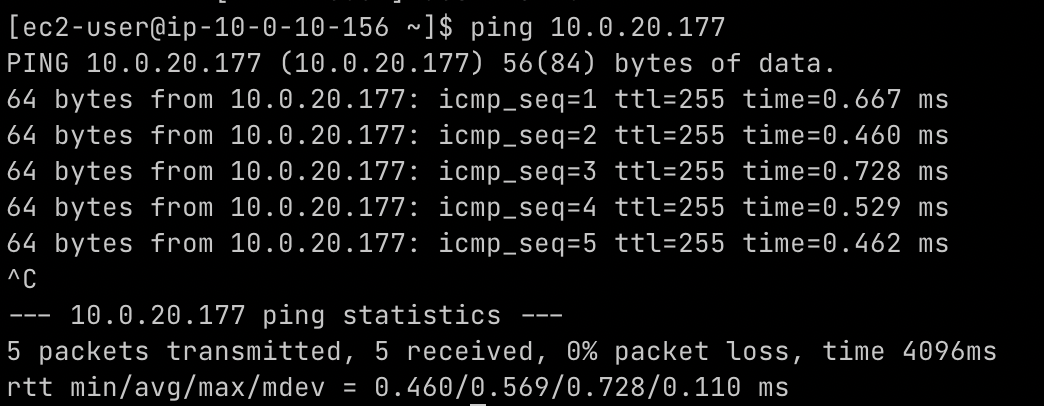 [ec2-user@ip-10-0-10-156 ~]$ ping 10.0.20.177
PING 10.0.20.177 (10.0.20.177) 56(84) bytes of data.
64 bytes from 10.0.20.177: icmp_seq=1 ttl=255 time=0.667 ms
64 bytes from 10.0.20.177: icmp_seq=2 ttl=255 time=0.460 ms
64 bytes from 10.0.20.177: icmp_seq=3 ttl=255 time=0.728 ms
64 bytes from 10.0.20.177: icmp_seq=4 ttl=255 time=0.529 ms
64 bytes from 10.0.20.177: icmp_seq=5 ttl=255 time=0.462 ms
^C
--- 10.0.20.177 ping statistics ---
5 packets transmitted, 5 received, 0% packet loss, time 4096ms
rtt min/avg/max/mdev = 0.460/0.569/0.728/0.110 ms